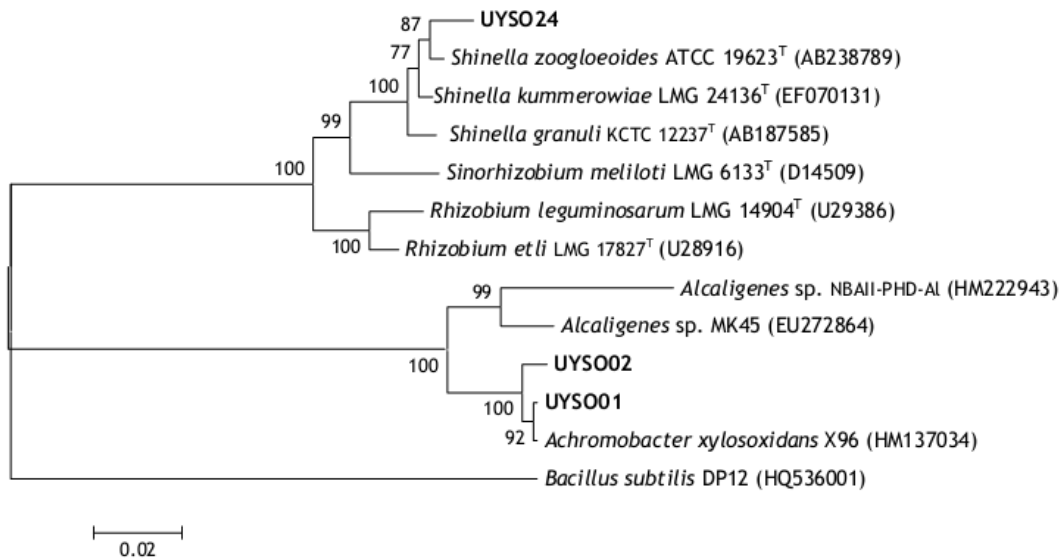 87 UYSO24
77 Shinella zoogloeoides ATCC 19623ᵀ (AB238789)
100 Shinella kummerowiae LMG 24136ᵀ (EF070131)
99 Shinella granuli KCTC 12237ᵀ (AB187585)
100 Sinorhizobium meliloti LMG 6133ᵀ (D14509)
Rhizobium leguminosarum LMG 14904ᵀ (U29386)
100 Rhizobium etli LMG 17827ᵀ (U28916)
99 Alcaligenes sp. NBAII-PHD-Al (HM222943)
Alcaligenes sp. MK45 (EU272864)
100 UYSO02
100 UYSO01
92 Achromobacter xylosoxidans X96 (HM137034)
Bacillus subtilis DP12 (HQ536001)
0.02